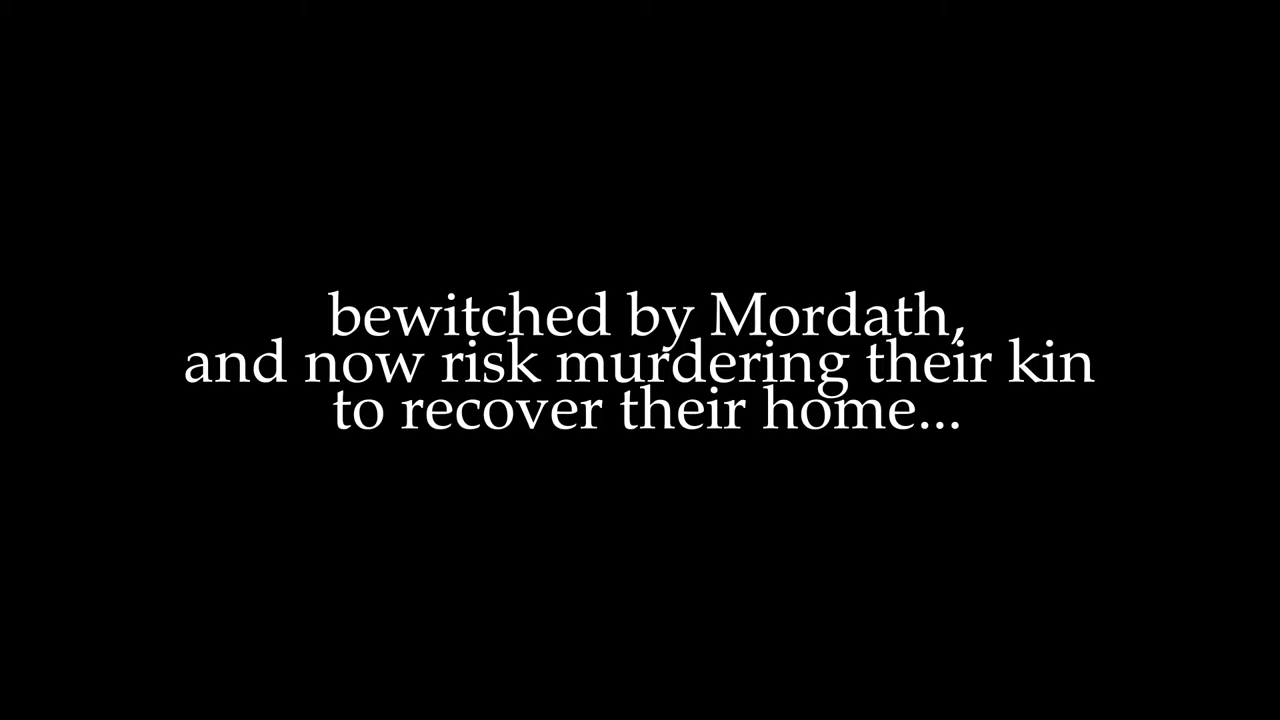 bewitched by Mordath,
and now risk murdering their kin
to recover their home...